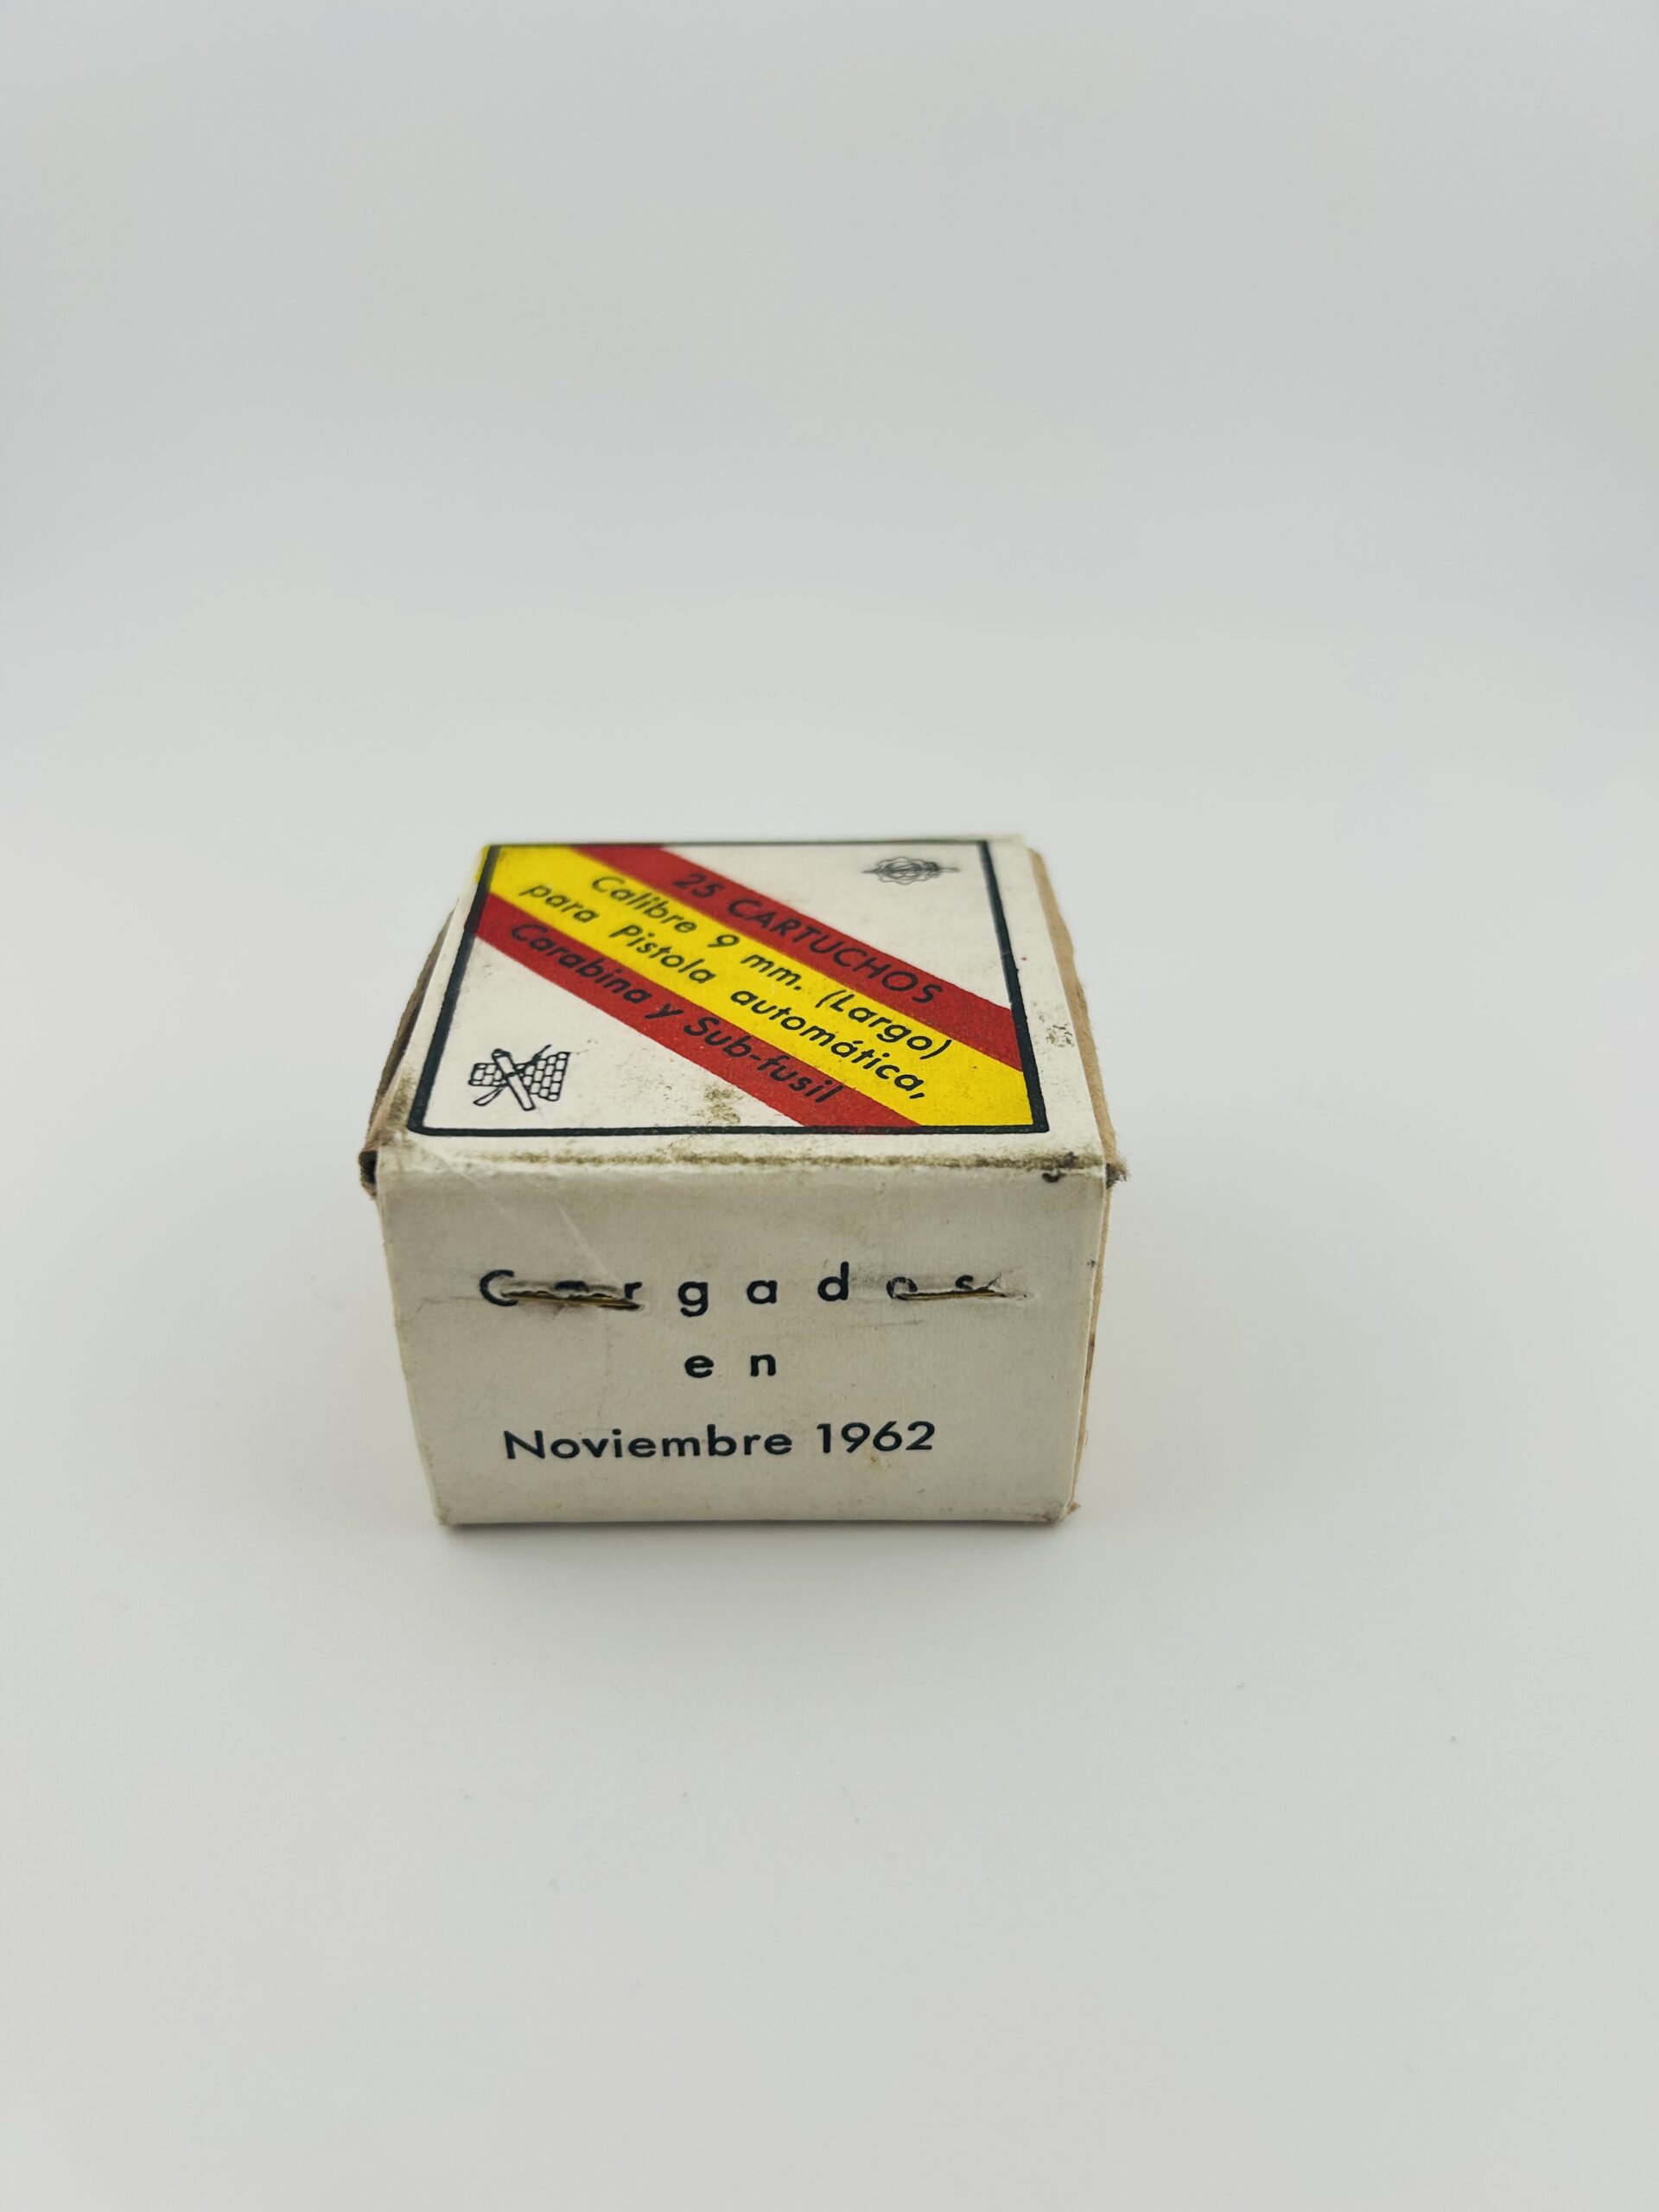 25 CARTUCHOS
Calibre 9 mm. (Largo)
para Pistola automática,
Carabina y Sub-fusil
Cargados
en
Noviembre 1962